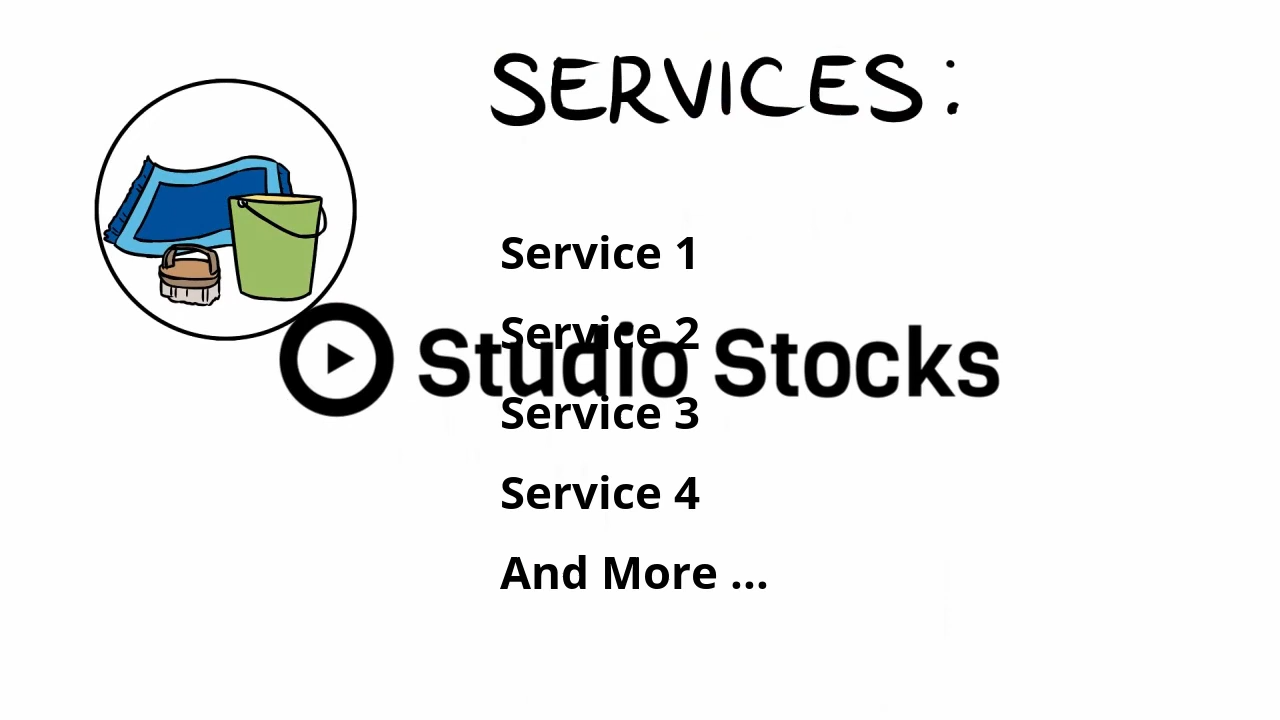 SERVICES:
Service 1
Service 2
Studio Stocks
Service 3
Service 4
And More ...